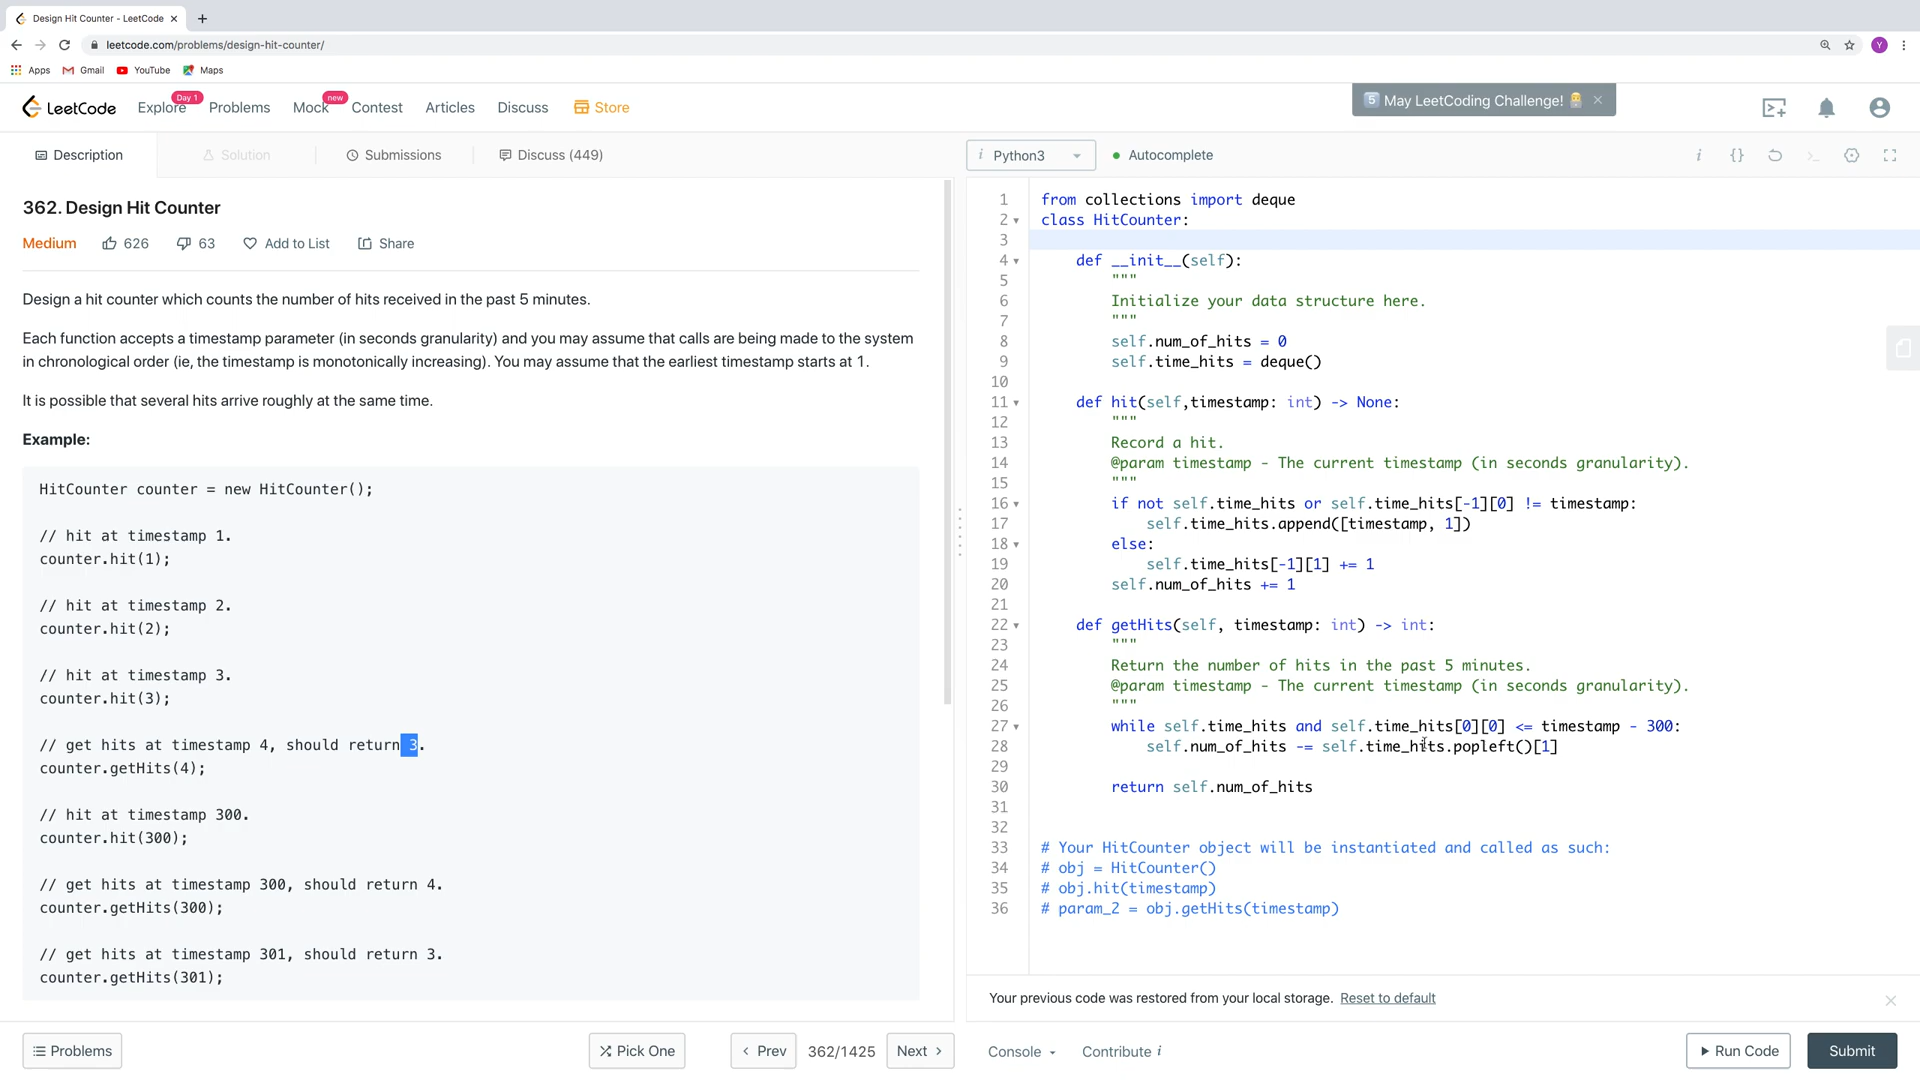 Design Hit Counter - LeetCode
leetcode.com/problems/design-hit-counter/
Y
Apps Gmail YouTube Maps
LeetCode Explore Day 1 Problems Mock new Contest Articles Discuss Store
5 May LeetCoding Challenge!
Description Solution Submissions Discuss (449)
362. Design Hit Counter
Medium 626 63 Add to List Share
Design a hit counter which counts the number of hits received in the past 5 minutes.
Each function accepts a timestamp parameter (in seconds granularity) and you may assume that calls are being made to the system
in chronological order (ie, the timestamp is monotonically increasing). You may assume that the earliest timestamp starts at 1.
It is possible that several hits arrive roughly at the same time.
Example:
HitCounter counter = new HitCounter();
// hit at timestamp 1.
counter.hit(1);
// hit at timestamp 2.
counter.hit(2);
// hit at timestamp 3.
counter.hit(3);
// get hits at timestamp 4, should return 3.
counter.getHits(4);
// hit at timestamp 300.
counter.hit(300);
// get hits at timestamp 300, should return 4.
counter.getHits(300);
// get hits at timestamp 301, should return 3.
counter.getHits(301);
Problems Pick One Prev 362/1425 Next
i Python3 Autocomplete i {}
1 from collections import deque
2 class HitCounter:
3
4 def __init__(self):
5 """
6 Initialize your data structure here.
7 """
8 self.num_of_hits = 0
9 self.time_hits = deque()
10
11 def hit(self,timestamp: int) -> None:
12 """
13 Record a hit.
14 @param timestamp - The current timestamp (in seconds granularity).
15 """
16 if not self.time_hits or self.time_hits[-1][0] != timestamp:
17 self.time_hits.append([timestamp, 1])
18 else:
19 self.time_hits[-1][1] += 1
20 self.num_of_hits += 1
21
22 def getHits(self, timestamp: int) -> int:
23 """
24 Return the number of hits in the past 5 minutes.
25 @param timestamp - The current timestamp (in seconds granularity).
26 """
27 while self.time_hits and self.time_hits[0][0] <= timestamp - 300:
28 self.num_of_hits -= self.time_hits.popleft()[1]
29
30 return self.num_of_hits
31
32
33 # Your HitCounter object will be instantiated and called as such:
34 # obj = HitCounter()
35 # obj.hit(timestamp)
36 # param_2 = obj.getHits(timestamp)
Your previous code was restored from your local storage. Reset to default
Console Contribute i Run Code Submit